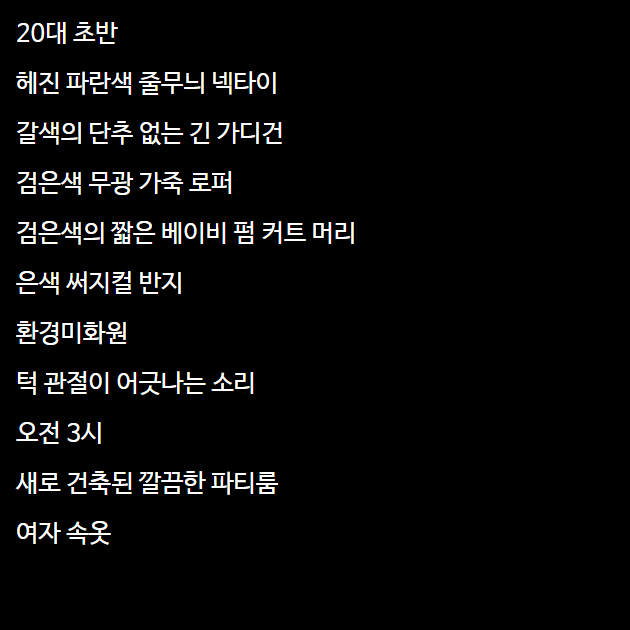 20대 초반
헤진 파란색 줄무늬 넥타이
갈색의 단추 없는 긴 가디건
검은색 무광 가죽 로퍼
검은색의 짧은 베이비 펌 커트 머리
은색 써지컬 반지
환경미화원
턱 관절이 어긋나는 소리
오전 3시
새로 건축된 깔끔한 파티룸
여자 속옷